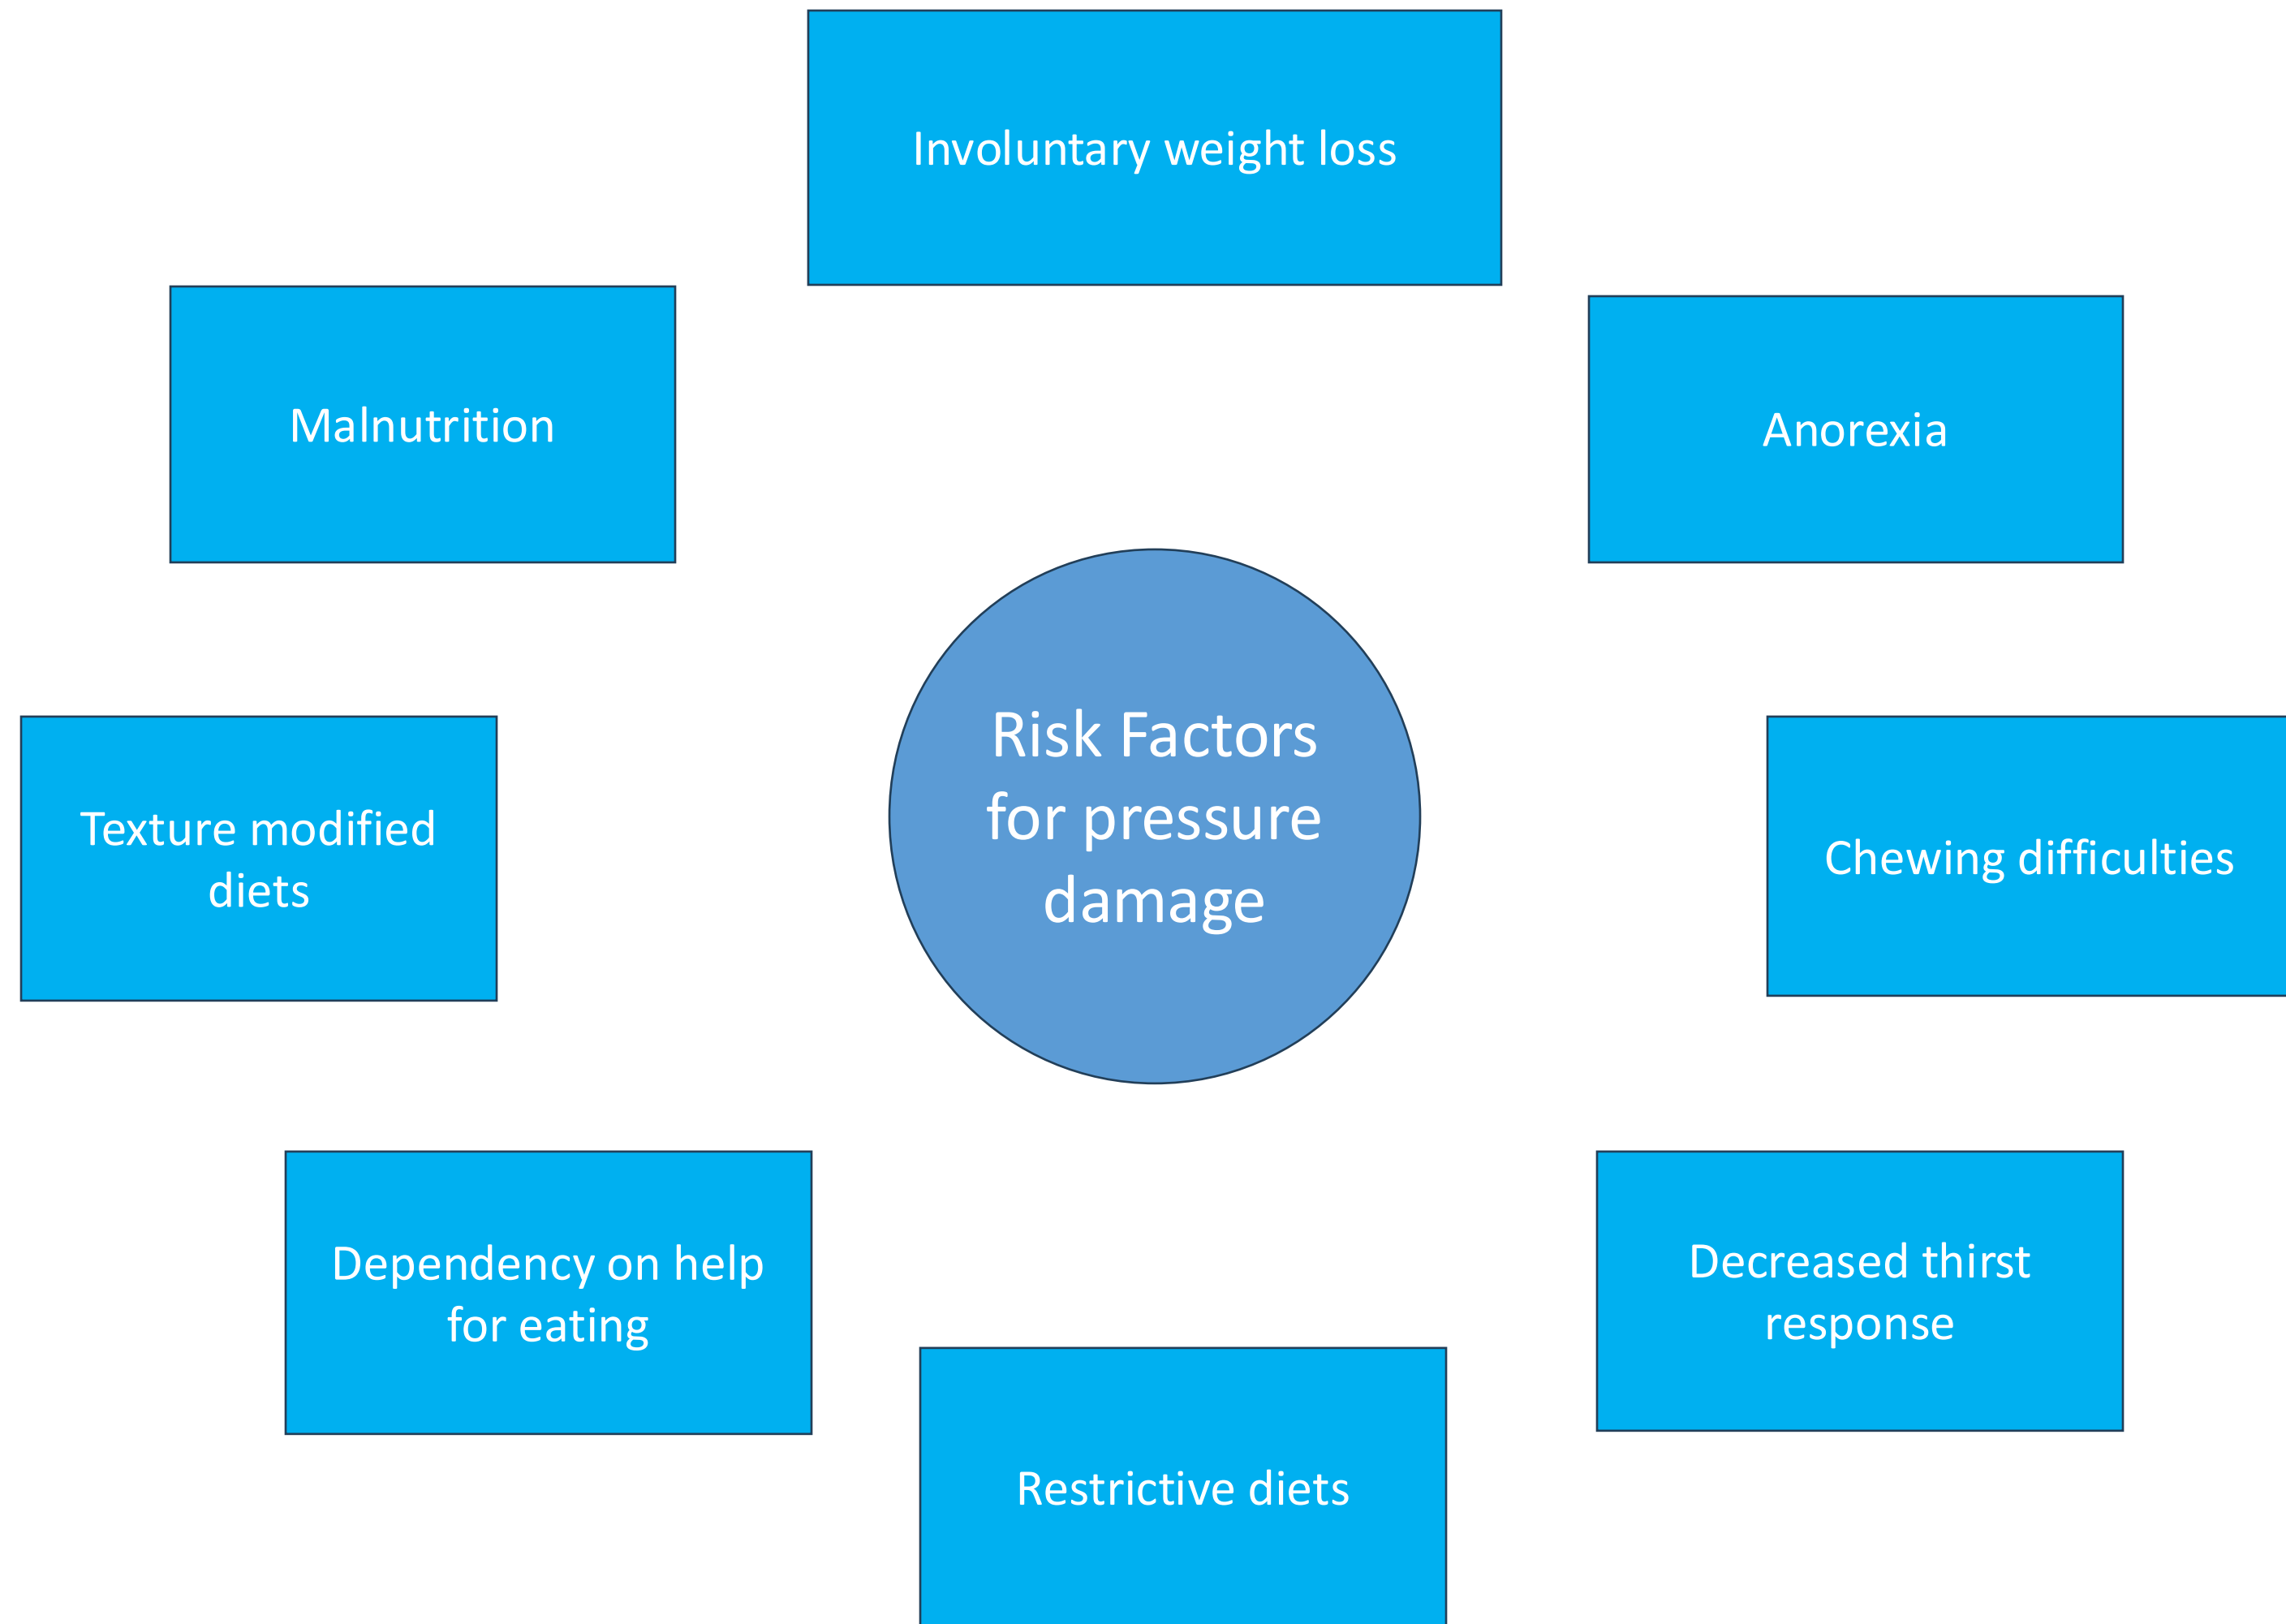 Involuntary weight loss
Malnutrition
Anorexia
Risk Factors
for pressure
damage
Texture modified
diets
Chewing difficulties
Dependency on help
for eating
Decreased thirst
response
Restrictive diets